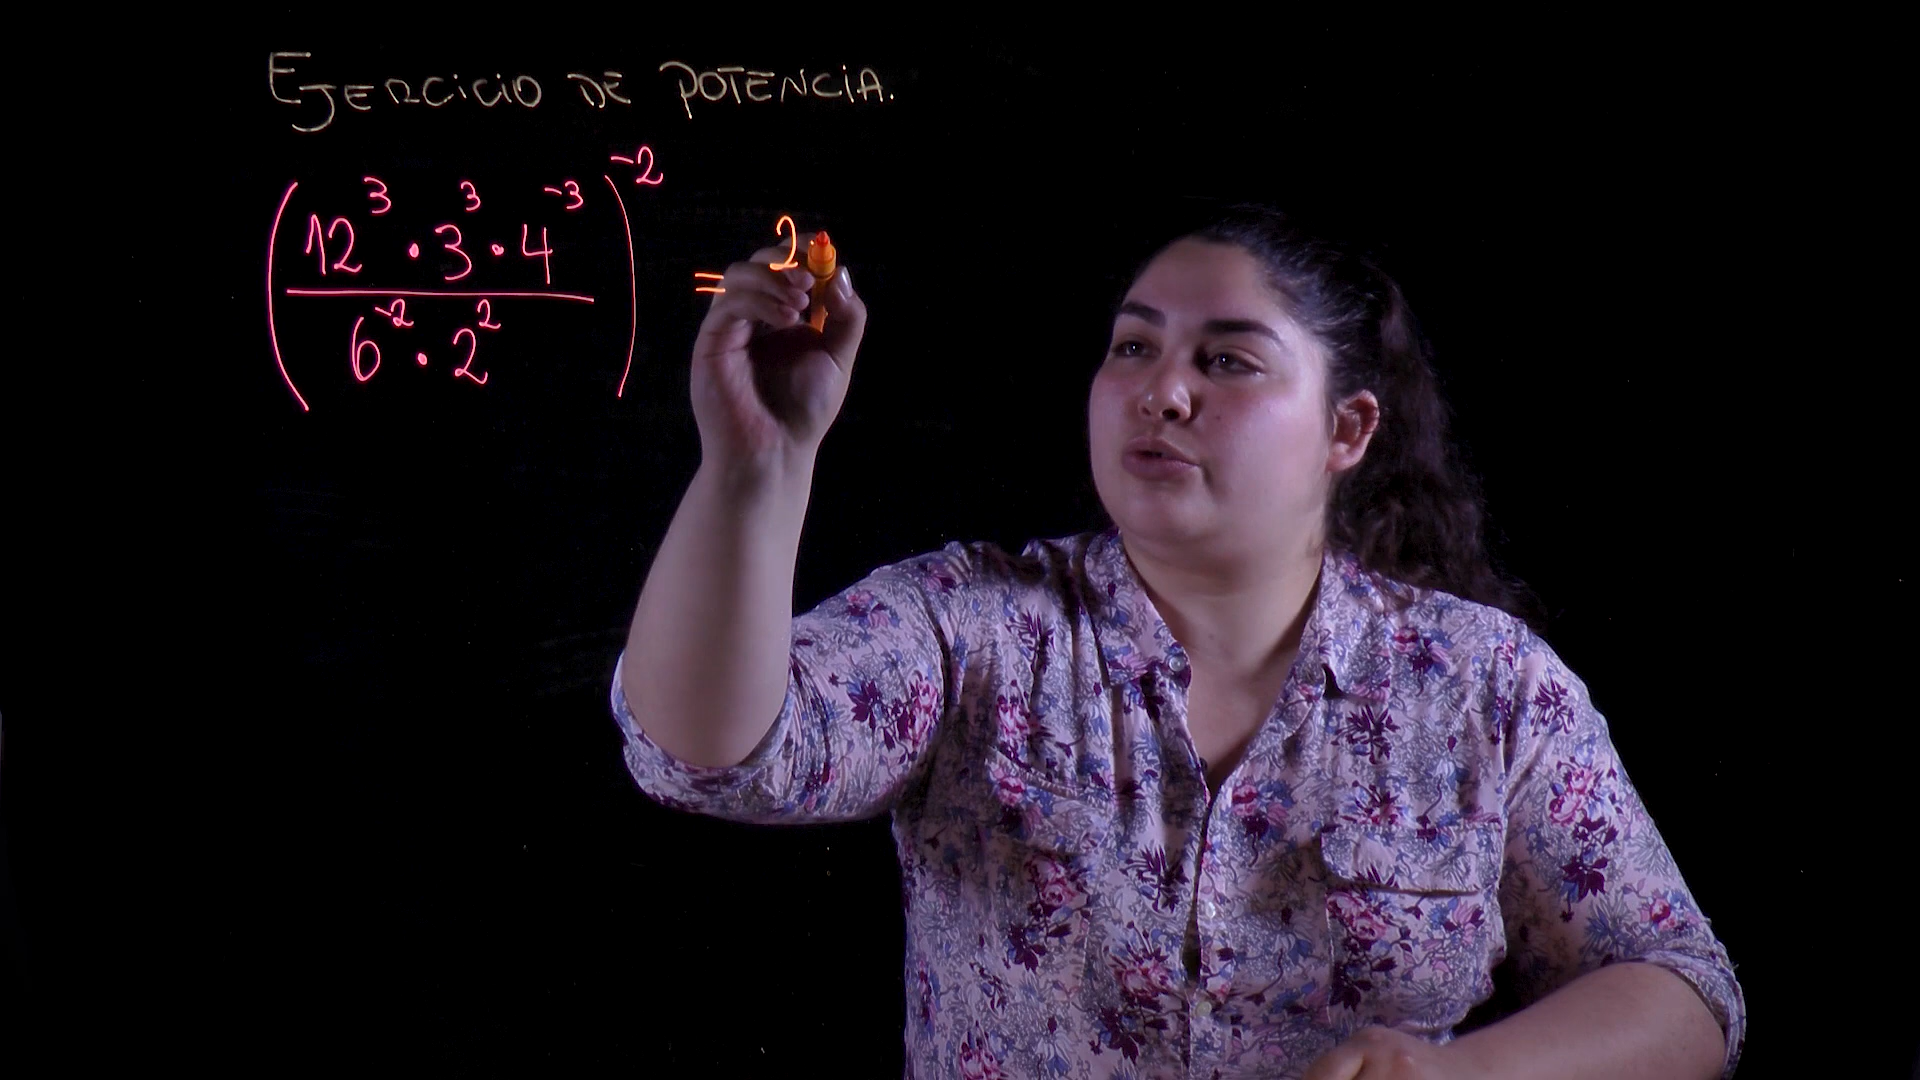 EJERCICIO DE POTENCIA.
(12³ · 3³ · 4⁻³ / 6⁻² · 2²)⁻² = 2